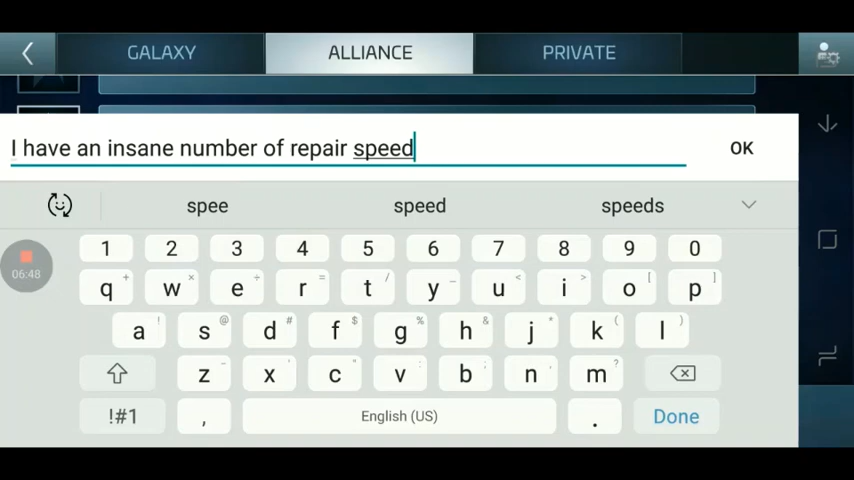 GALAXY ALLIANCE PRIVATE
I have an insane number of repair speed OK
spee speed speeds
1 2 3 4 5 6 7 8 9 0
06:48
q + w × e ÷ r = t / y _ u < i > o [ p ]
a ! s @ d # f $ g % h & j * k ( l )
z - x ' c " v : b ; n , m ?
!#1 , English (US) . Done